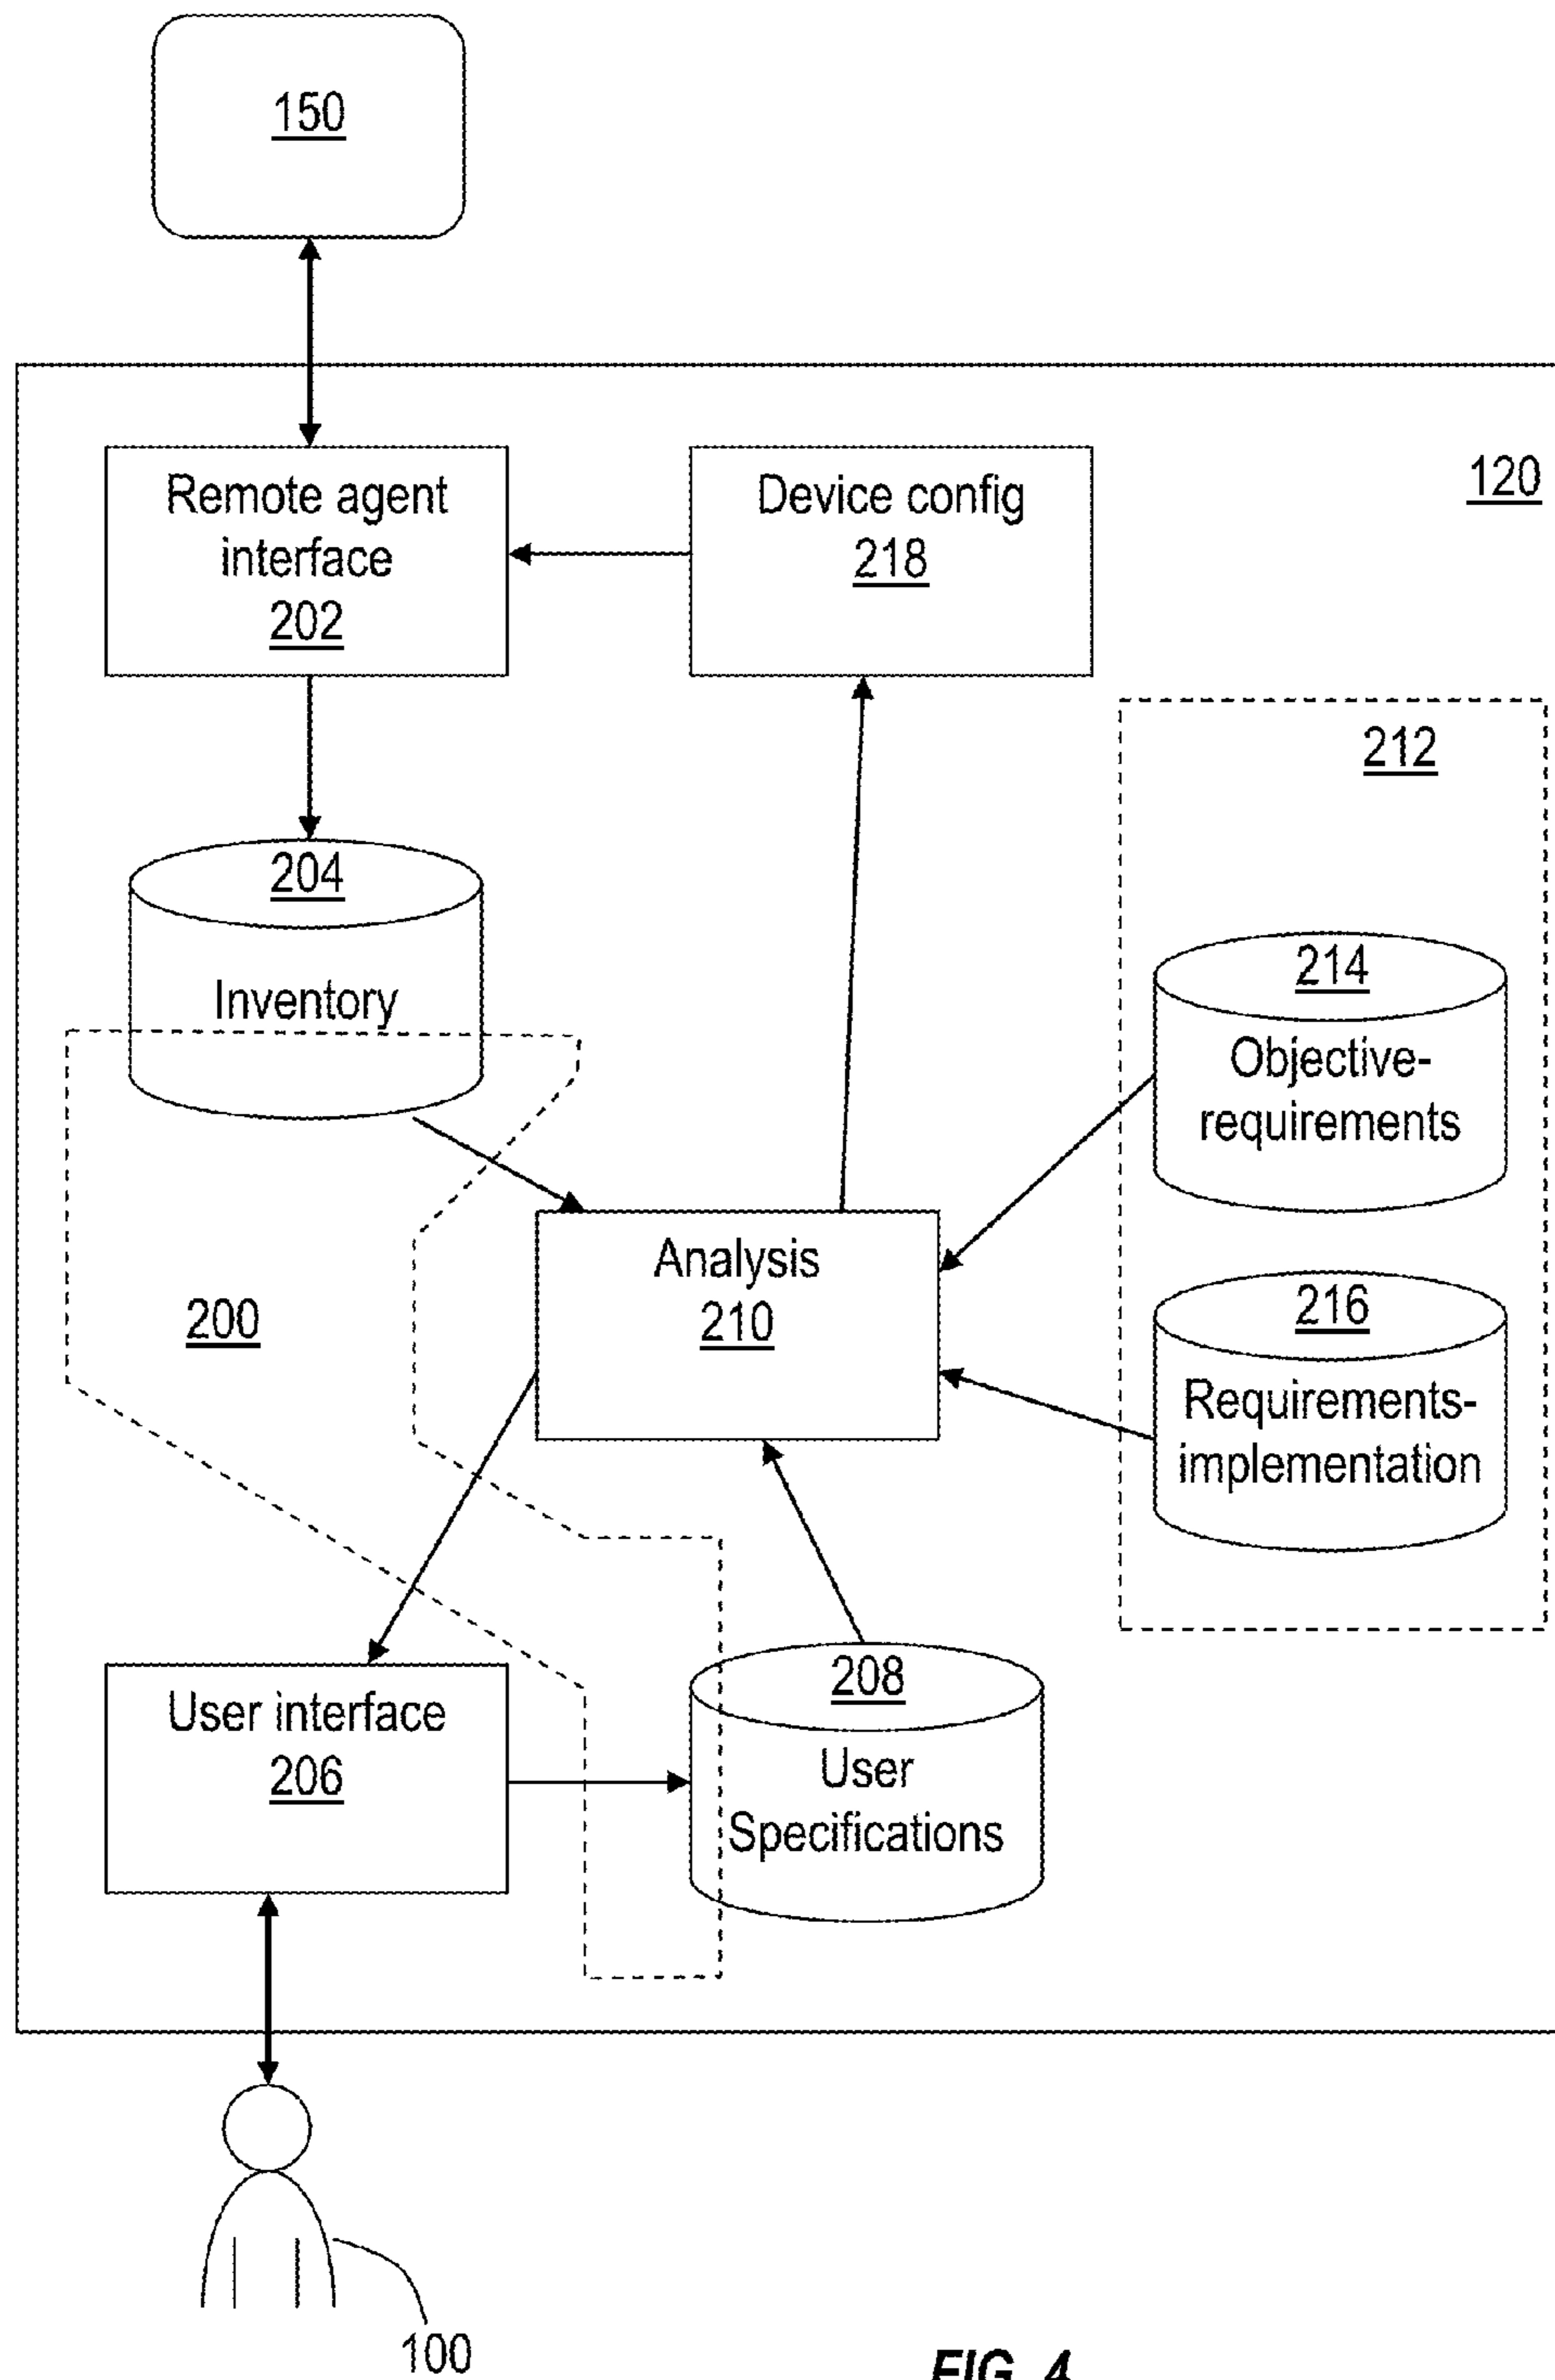 150
120
Remote agent
interface
202
Device config
218
212
204
Inventory
214
Objective-
requirements
Analysis
210
200
216
Requirements-
implementation
User interface
206
208
User
Specifications
100
FIG. 4